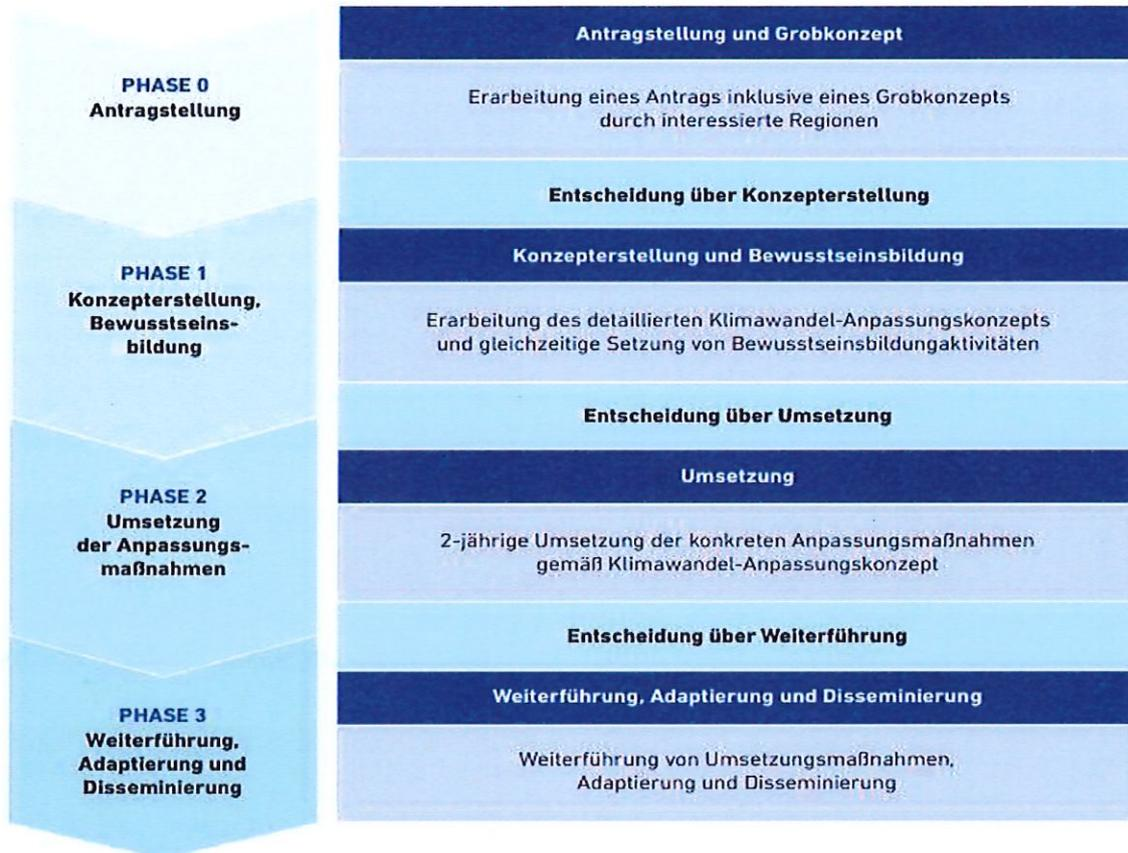 PHASE 0
Antragstellung
Antragstellung und Grobkonzept
Erarbeitung eines Antrags inklusive eines Grobkonzepts
durch interessierte Regionen
Entscheidung über Konzepterstellung
PHASE 1
Konzepterstellung,
Bewusstseins-
bildung
Konzepterstellung und Bewusstseinsbildung
Erarbeitung des detaillierten Klimawandel-Anpassungskonzepts
und gleichzeitige Setzung von Bewusstseinsbildungaktivitäten
Entscheidung über Umsetzung
PHASE 2
Umsetzung
der Anpassungs-
maßnahmen
Umsetzung
2-jährige Umsetzung der konkreten Anpassungsmaßnahmen
gemäß Klimawandel-Anpassungskonzept
Entscheidung über Weiterführung
PHASE 3
Weiterführung,
Adaptierung und
Disseminierung
Weiterführung, Adaptierung und Disseminierung
Weiterführung von Umsetzungsmaßnahmen,
Adaptierung und Disseminierung